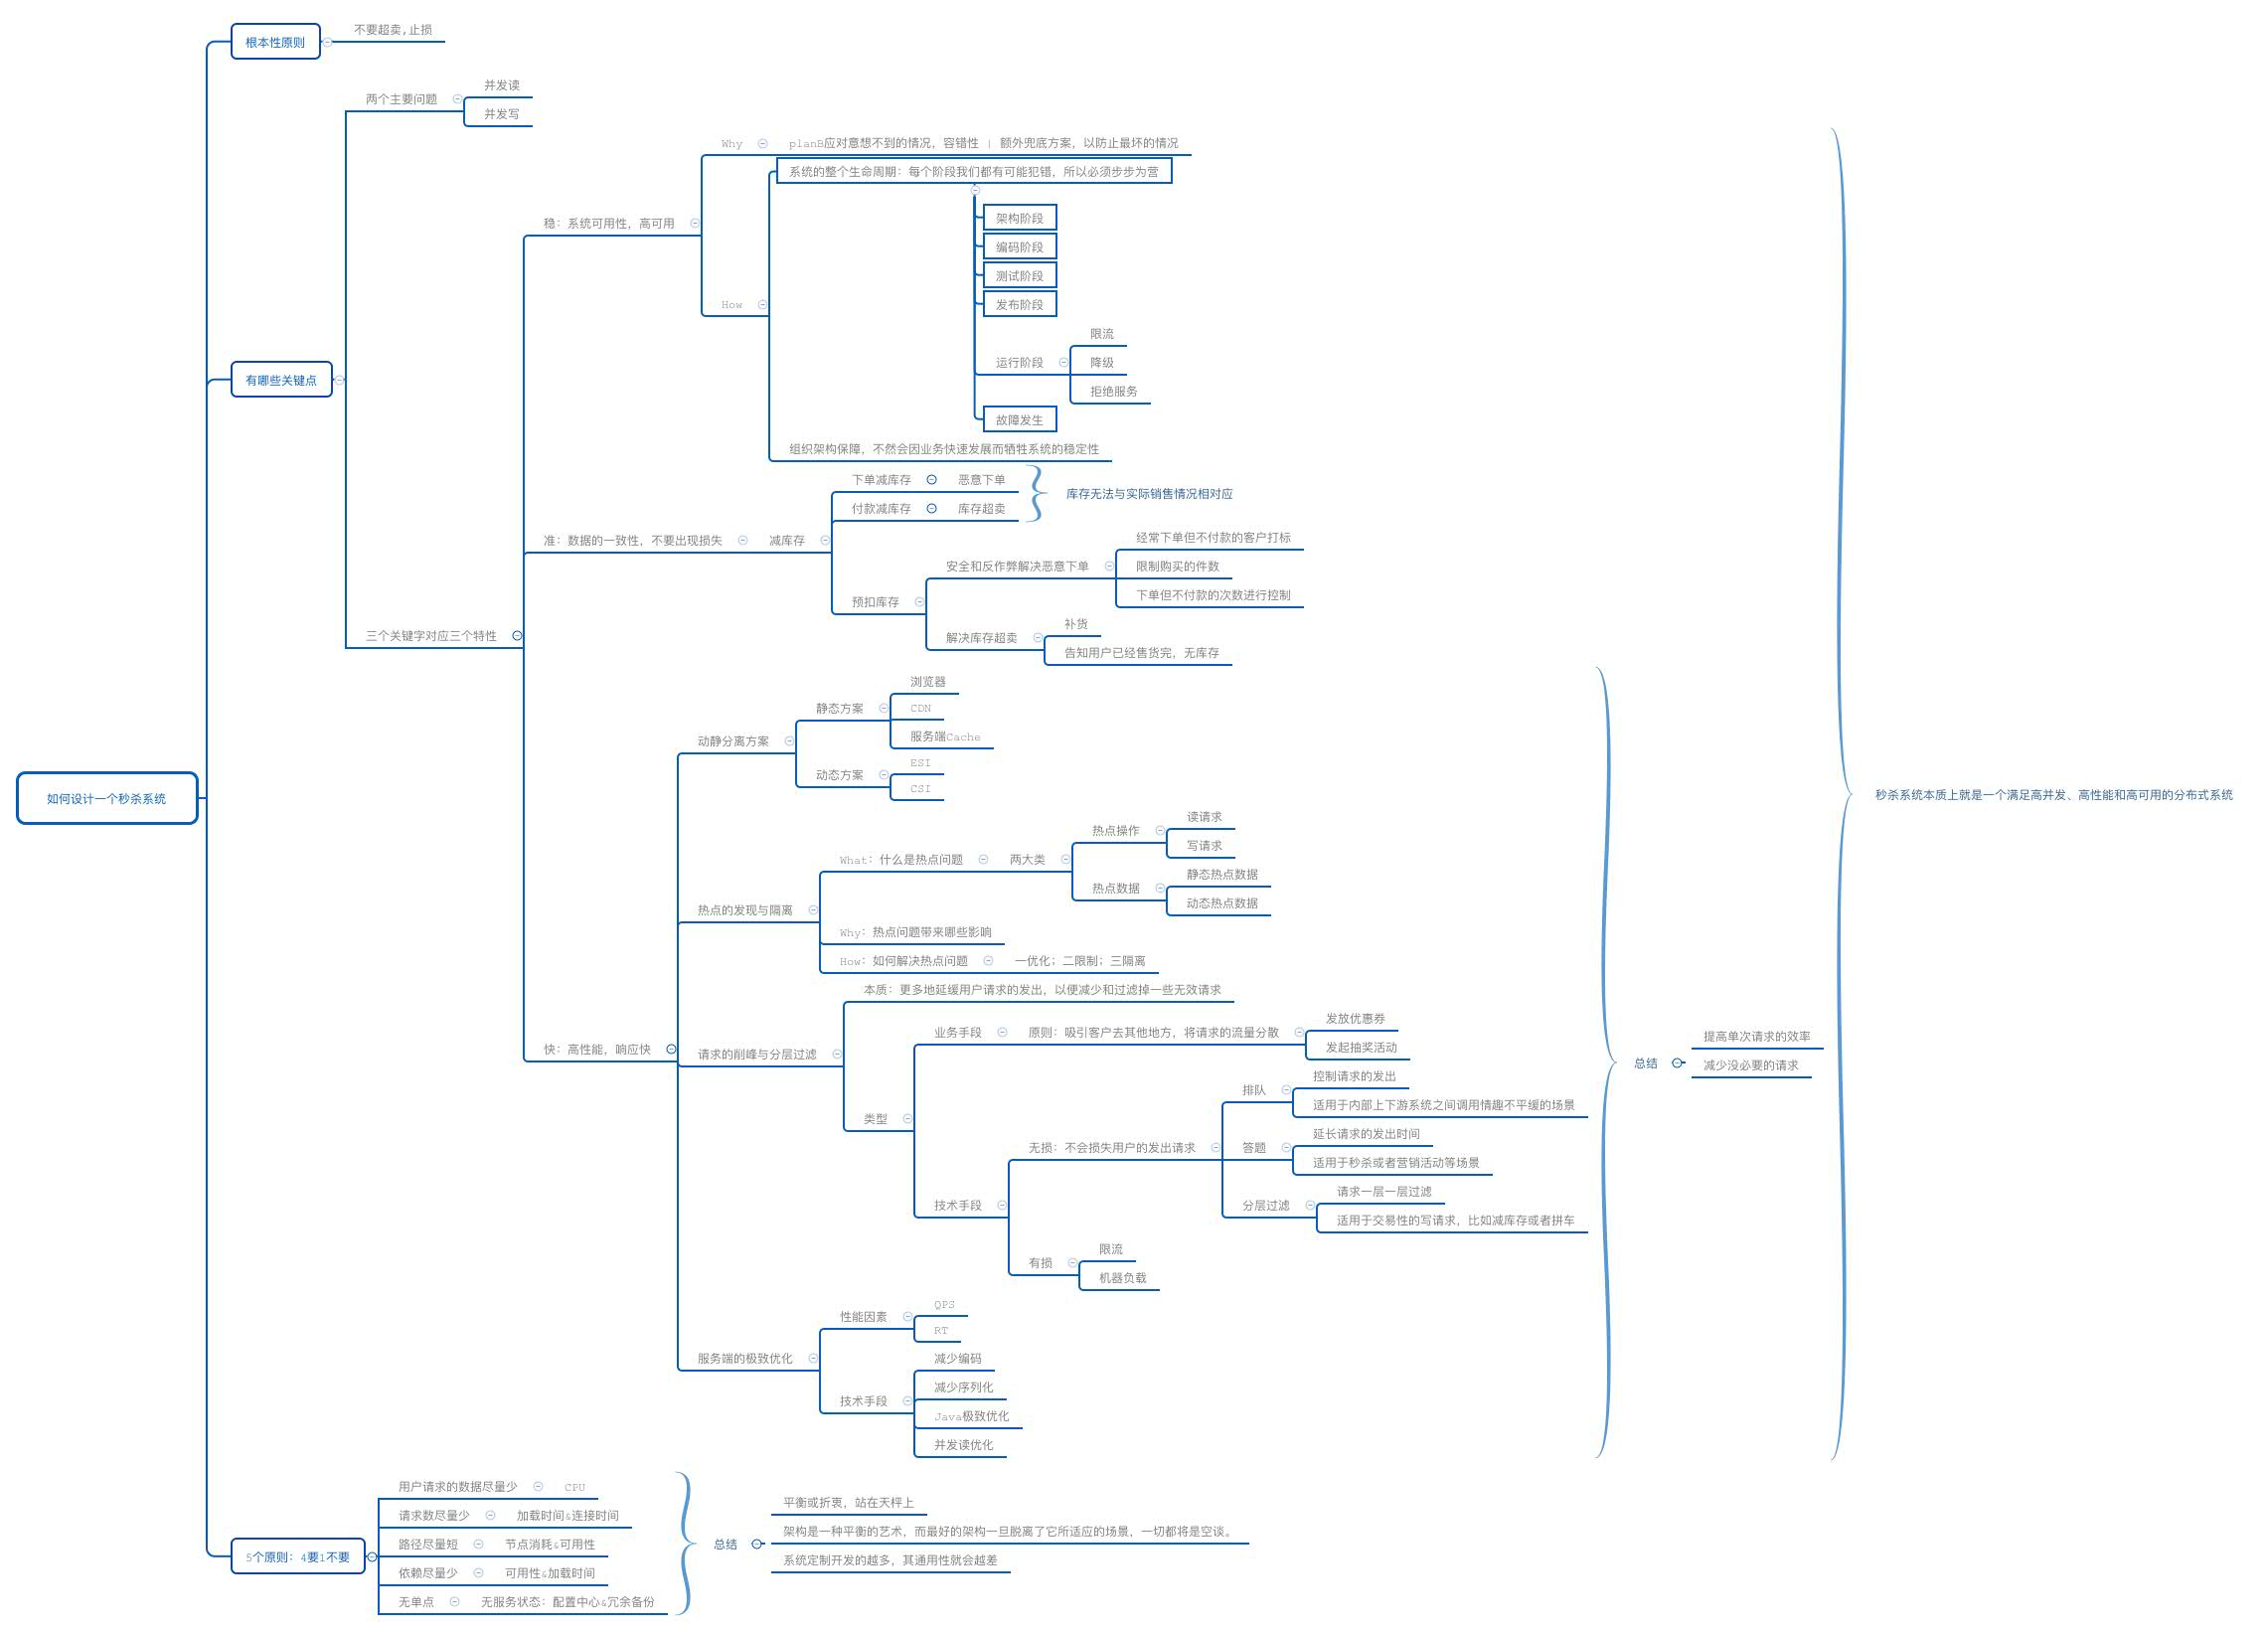 如何设计一个秒杀系统
根本性原则
不要超卖,止损
有哪些关键点
两个主要问题
并发读
并发写
三个关键字对应三个特性
稳：系统可用性，高可用
Why
planB应对意想不到的情况，容错性 | 额外兜底方案，以防止最坏的情况
How
系统的整个生命周期：每个阶段我们都有可能犯错，所以必须步步为营
架构阶段
编码阶段
测试阶段
发布阶段
运行阶段
限流
降级
拒绝服务
故障发生
组织架构保障，不然会因业务快速发展而牺牲系统的稳定性
准：数据的一致性，不要出现损失
减库存
下单减库存
恶意下单
付款减库存
库存超卖
库存无法与实际销售情况相对应
预扣库存
安全和反作弊解决恶意下单
经常下单但不付款的客户打标
限制购买的件数
下单但不付款的次数进行控制
解决库存超卖
补货
告知用户已经售货完，无库存
快：高性能，响应快
动静分离方案
静态方案
浏览器
CDN
服务端Cache
动态方案
ESI
CSI
热点的发现与隔离
What：什么是热点问题
两大类
热点操作
读请求
写请求
热点数据
静态热点数据
动态热点数据
Why：热点问题带来哪些影响
How：如何解决热点问题
一优化；二限制；三隔离
请求的削峰与分层过滤
本质：更多地延缓用户请求的发出，以便减少和过滤掉一些无效请求
类型
业务手段
原则：吸引客户去其他地方，将请求的流量分散
发放优惠券
发起抽奖活动
技术手段
无损：不会损失用户的发出请求
排队
控制请求的发出
适用于内部上下游系统之间调用情趣不平缓的场景
答题
延长请求的发出时间
适用于秒杀或者营销活动等场景
分层过滤
请求一层一层过滤
适用于交易性的写请求，比如减库存或者拼车
有损
限流
机器负载
服务端的极致优化
性能因素
QPS
RT
技术手段
减少编码
减少序列化
Java极致优化
并发读优化
总结
提高单次请求的效率
减少没必要的请求
秒杀系统本质上就是一个满足高并发、高性能和高可用的分布式系统
5个原则：4要1不要
用户请求的数据尽量少
CPU
请求数尽量少
加载时间&连接时间
路径尽量短
节点消耗&可用性
依赖尽量少
可用性&加载时间
无单点
无服务状态：配置中心&冗余备份
总结
平衡或折衷，站在天枰上
架构是一种平衡的艺术，而最好的架构一旦脱离了它所适应的场景，一切都将是空谈。
系统定制开发的越多，其通用性就会越差